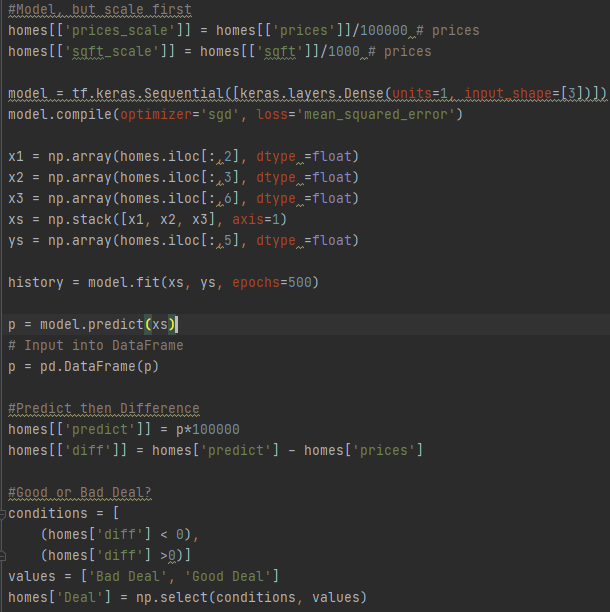 #Model, but scale first
homes[['prices_scale']] = homes[['prices']]/100000 # prices
homes[['sqft_scale']] = homes[['sqft']]/1000 # prices
model = tf.keras.Sequential([keras.layers.Dense(units=1, input_shape=[3])])
model.compile(optimizer='sgd', loss='mean_squared_error')
x1 = np.array(homes.iloc[:,2], dtype =float)
x2 = np.array(homes.iloc[:,3], dtype =float)
x3 = np.array(homes.iloc[:,6], dtype =float)
xs = np.stack([x1, x2, x3], axis=1)
ys = np.array(homes.iloc[:,5], dtype =float)
history = model.fit(xs, ys, epochs=500)
p = model.predict(xs)
# Input into DataFrame
p = pd.DataFrame(p)
#Predict then Difference
homes[['predict']] = p*100000
homes[['diff']] = homes['predict'] - homes['prices']
#Good or Bad Deal?
conditions = [
    (homes['diff'] < 0),
    (homes['diff'] >0)]
values = ['Bad Deal', 'Good Deal']
homes['Deal'] = np.select(conditions, values)